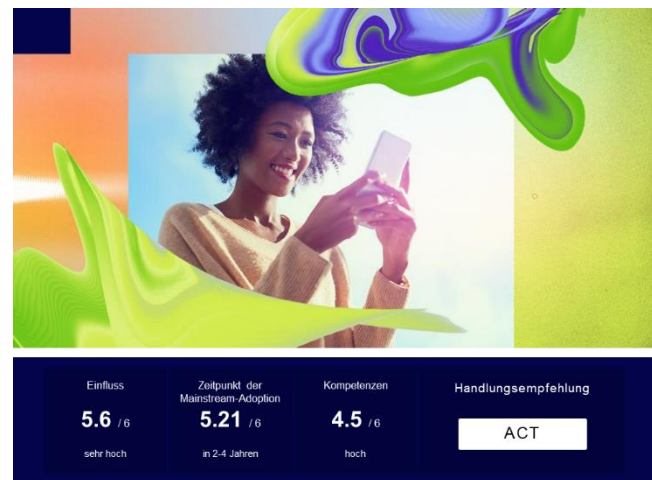 Einfluss
5.6 / 6
sehr hoch
Zeitpunkt der
Mainstream-Adoption
5.21 / 6
in 2-4 Jahren
Kompetenzen
4.5 / 6
hoch
Handlungsempfehlung
ACT